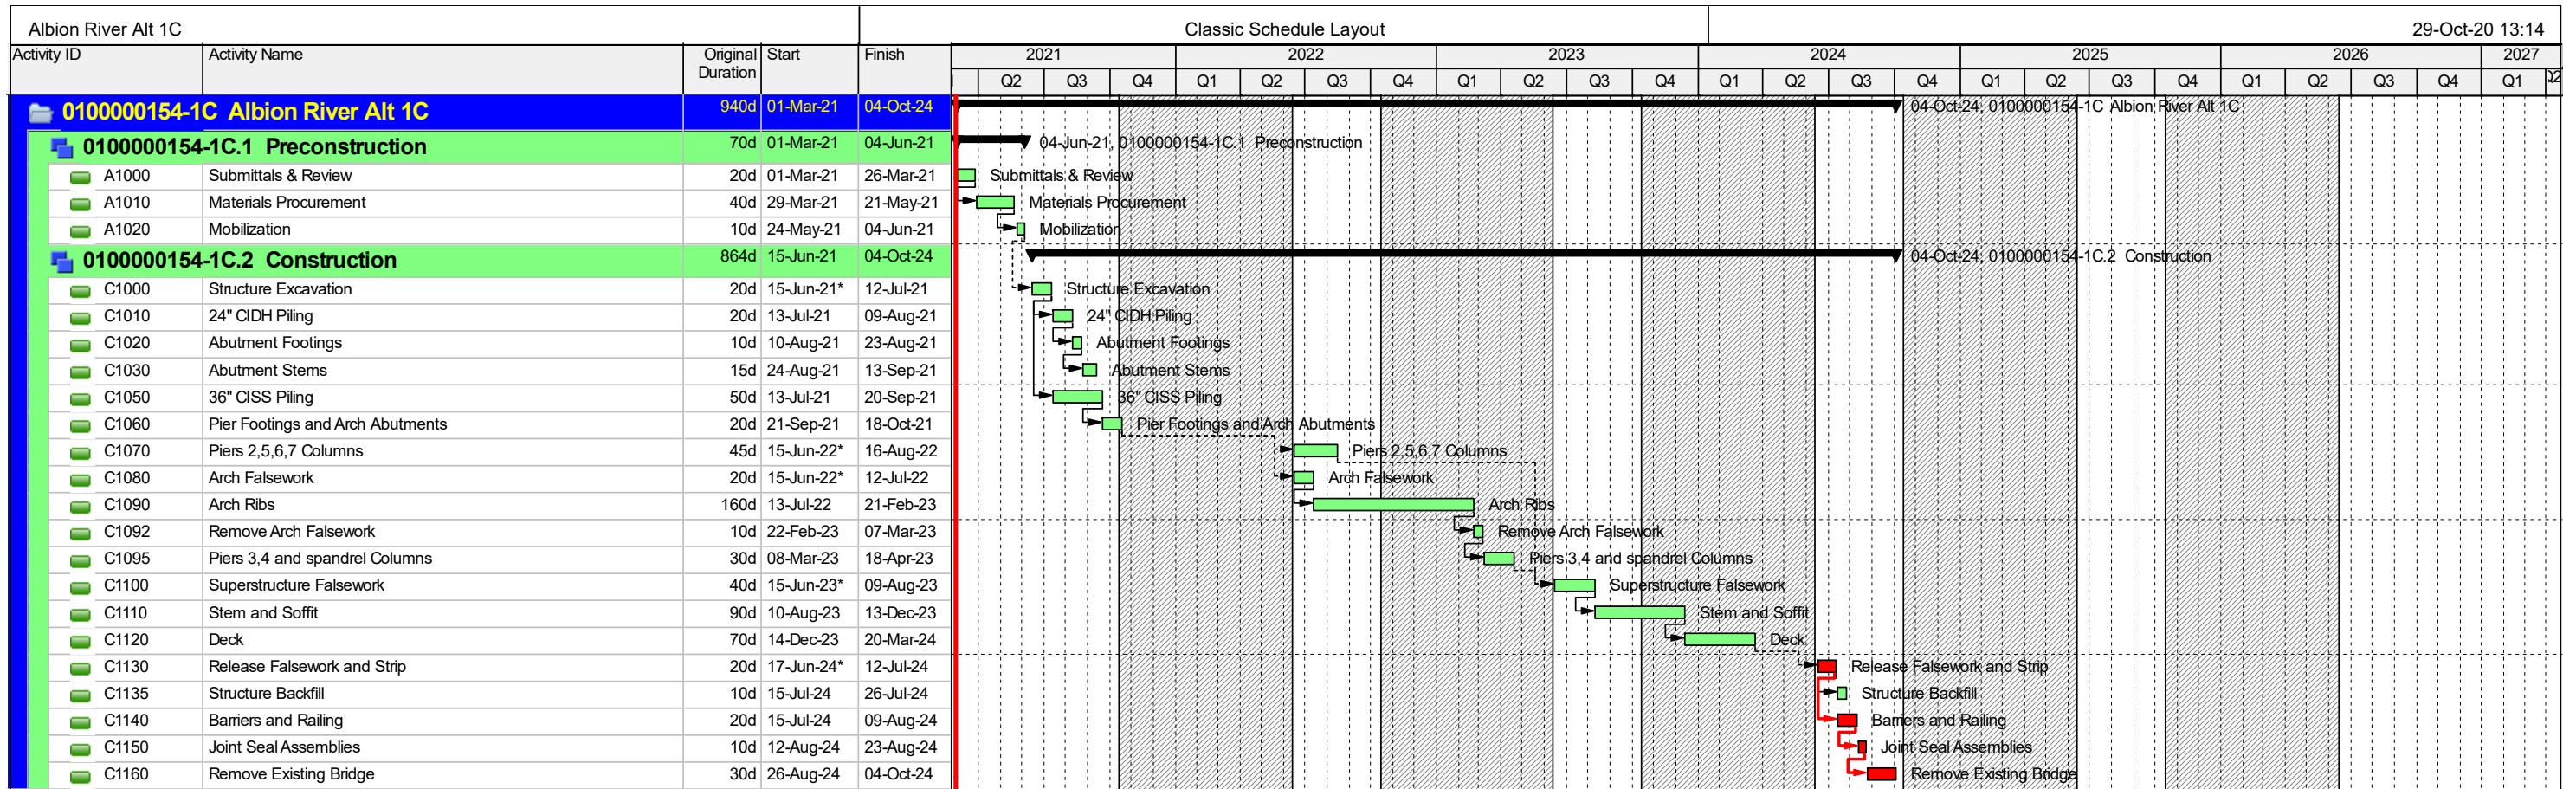 Albion River Alt 1C Classic Schedule Layout 29-Oct-20 13:14
Activity ID Activity Name Original Duration Start Finish 2021 2022 2023 2024 2025 2026 2027
Q2 Q3 Q4 Q1 Q2 Q3 Q4 Q1 Q2 Q3 Q4 Q1 Q2 Q3 Q4 Q1 Q2 Q3 Q4 Q1 Q2 Q3 Q4 Q1 Q2
0100000154-1C Albion River Alt 1C 940d 01-Mar-21 04-Oct-24 04-Oct-24, 0100000154-1C Albion River Alt 1C
0100000154-1C.1 Preconstruction 70d 01-Mar-21 04-Jun-21 04-Jun-21, 0100000154-1C.1 Preconstruction
A1000 Submittals & Review 20d 01-Mar-21 26-Mar-21 Submittals & Review
A1010 Materials Procurement 40d 29-Mar-21 21-May-21 Materials Procurement
A1020 Mobilization 10d 24-May-21 04-Jun-21 Mobilization
0100000154-1C.2 Construction 864d 15-Jun-21 04-Oct-24 04-Oct-24, 0100000154-1C.2 Construction
C1000 Structure Excavation 20d 15-Jun-21* 12-Jul-21 Structure Excavation
C1010 24" CIDH Piling 20d 13-Jul-21 09-Aug-21 24" CIDH Piling
C1020 Abutment Footings 10d 10-Aug-21 23-Aug-21 Abutment Footings
C1030 Abutment Stems 15d 24-Aug-21 13-Sep-21 Abutment Stems
C1050 36" CISS Piling 50d 13-Jul-21 20-Sep-21 36" CISS Piling
C1060 Pier Footings and Arch Abutments 20d 21-Sep-21 18-Oct-21 Pier Footings and Arch Abutments
C1070 Piers 2,5,6,7 Columns 45d 15-Jun-22* 16-Aug-22 Piers 2,5,6,7 Columns
C1080 Arch Falsework 20d 15-Jun-22* 12-Jul-22 Arch Falsework
C1090 Arch Ribs 160d 13-Jul-22 21-Feb-23 Arch Ribs
C1092 Remove Arch Falsework 10d 22-Feb-23 07-Mar-23 Remove Arch Falsework
C1095 Piers 3,4 and spandrel Columns 30d 08-Mar-23 18-Apr-23 Piers 3,4 and spandrel Columns
C1100 Superstructure Falsework 40d 15-Jun-23* 09-Aug-23 Superstructure Falsework
C1110 Stem and Soffit 90d 10-Aug-23 13-Dec-23 Stem and Soffit
C1120 Deck 70d 14-Dec-23 20-Mar-24 Deck
C1130 Release Falsework and Strip 20d 17-Jun-24* 12-Jul-24 Release Falsework and Strip
C1135 Structure Backfill 10d 15-Jul-24 26-Jul-24 Structure Backfill
C1140 Barriers and Railing 20d 15-Jul-24 09-Aug-24 Barriers and Railing
C1150 Joint Seal Assemblies 10d 12-Aug-24 23-Aug-24 Joint Seal Assemblies
C1160 Remove Existing Bridge 30d 26-Aug-24 04-Oct-24 Remove Existing Bridge